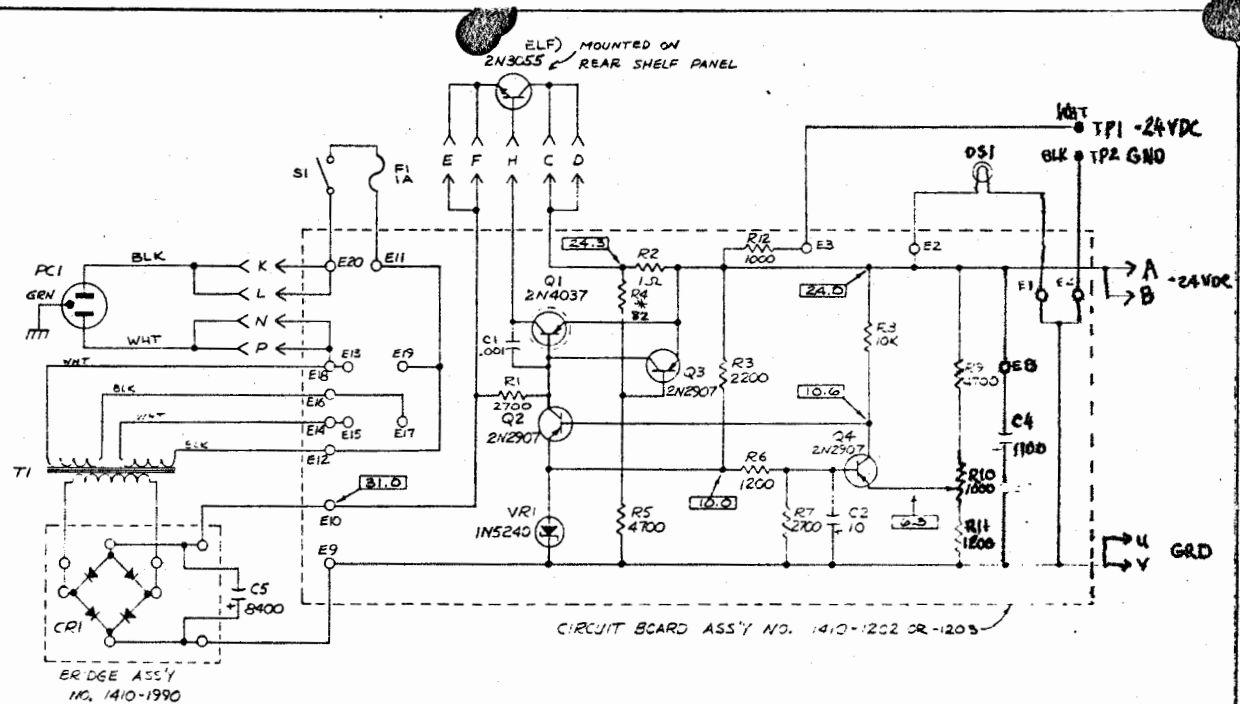 ELF)
2N3055
MOUNTED ON
REAR SHELF PANEL
WHT
TP1 -24VDC
BLK
TP2 GND
DS1
S1
F1
1A
E
F
H
C
D
24.3
R2
1Ω
R12
1000
E3
E2
BLK
K
E20
E11
PC1
L
GRN
Q1
2N4037
R4
*
82
24.0
E1
A
B
-24VDC
N
WHT
P
C1
.001
R3
10K
WHT
E13
E19
E18
Q3
2N2907
R3
2200
R9
4700
E8
BLK
E16
R1
2700
10.6
WHT
E14
E15
E17
Q2
2N2907
Q4
2N2907
C4
1100
BLK
E12
T1
R6
1200
R10
1000
31.0
10.0
E10
VR1
1N5240
R5
4700
R7
2700
C2
10
+
6.3
R11
1200
U
V
GRD
E9
C5
8400
+
CR1
CIRCUIT BOARD ASS'Y NO. 1410-1202 OR -1203
BRIDGE ASS'Y
NO. 1410-1990